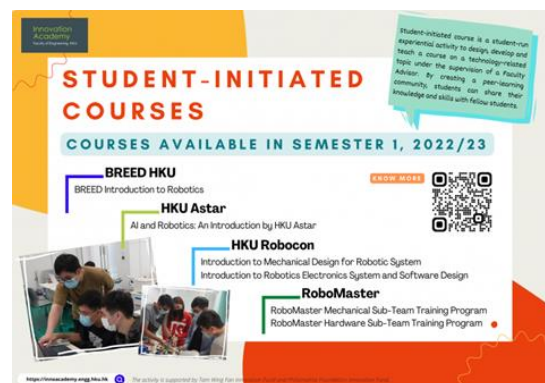 Innovation
Academy
Faculty of Engineering, HKU
Student-initiated course is a student-run
experiential activity to design, develop and
teach a course on a technology-related
topic under the supervision of a Faculty
Advisor. By creating a peer-learning
community, students can share their
knowledge and skills with fellow students.
STUDENT-INITIATED
COURSES
COURSES AVAILABLE IN SEMESTER 1, 2022/23
BREED HKU
BREED Introduction to Robotics
KNOW MORE
HKU Astar
AI and Robotics: An Introduction by HKU Astar
HKU Robocon
Introduction to Mechanical Design for Robotic System
Introduction to Robotics Electronics System and Software Design
RoboMaster
RoboMaster Mechanical Sub-Team Training Program
RoboMaster Hardware Sub-Team Training Program
https://innoacademy.engg.hku.hk
The activity is supported by Tam Wing Fan Innovation